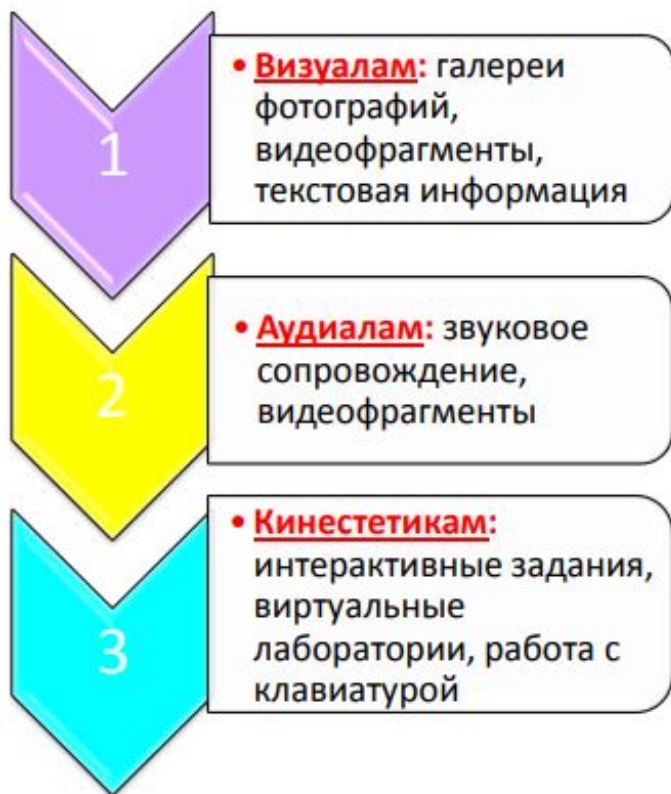 1
• Визуалам: галереи
фотографий,
видеофрагменты,
текстовая информация
2
• Аудиалам: звуковое
сопровождение,
видеофрагменты
3
• Кинестетикам:
интерактивные задания,
виртуальные
лаборатории, работа с
клавиатурой